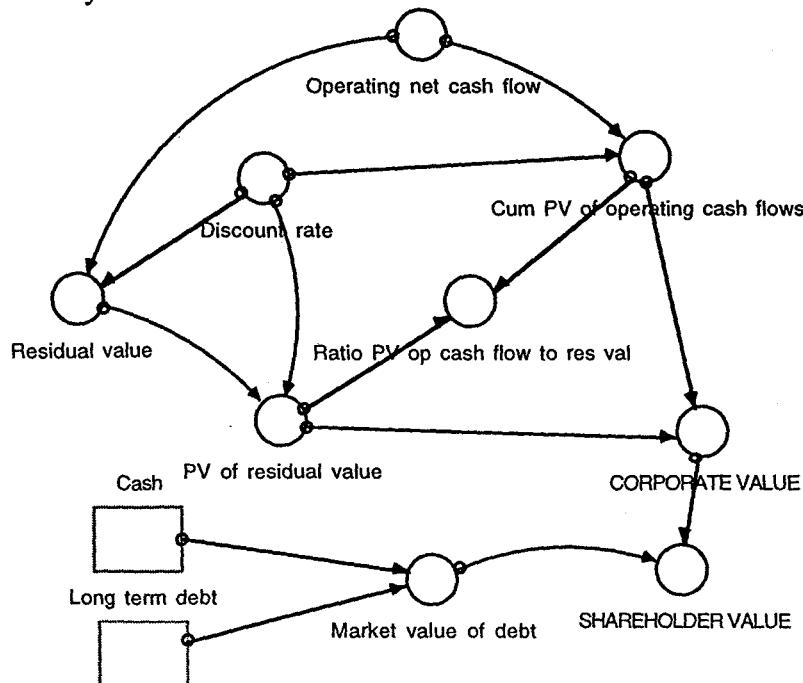 Operating net cash flow
Cum PV of operating cash flows
Discount rate
Residual value
Ratio PV op cash flow to res val
PV of residual value
Cash
CORPORATE VALUE
Long term debt
Market value of debt
SHAREHOLDER VALUE